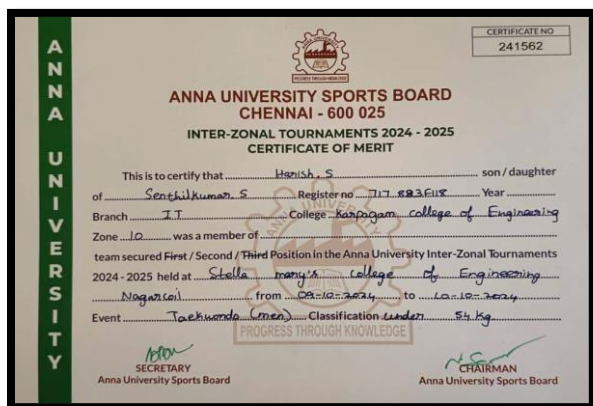 CERTIFICATE NO
241562
ANNA UNIVERSITY
PROGRESS THROUGH KNOWLEDGE
ANNA UNIVERSITY SPORTS BOARD
CHENNAI - 600 025
INTER-ZONAL TOURNAMENTS 2024 - 2025
CERTIFICATE OF MERIT
This is to certify that Harish. S son / daughter
of Senthilkumar. S Register no 717 823F118 Year
Branch IT College Karpagam college of Engineering
Zone 10 was a member of
team secured First / Second / Third Position in the Anna University Inter-Zonal Tournaments
2024 - 2025 held at Stella mary's college of Engineering
Nagarcoil from 09-10-2024 to 10-10-2024
Event Taekwondo (men) Classification under 54 kg
PROGRESS THROUGH KNOWLEDGE
SECRETARY
Anna University Sports Board
CHAIRMAN
Anna University Sports Board